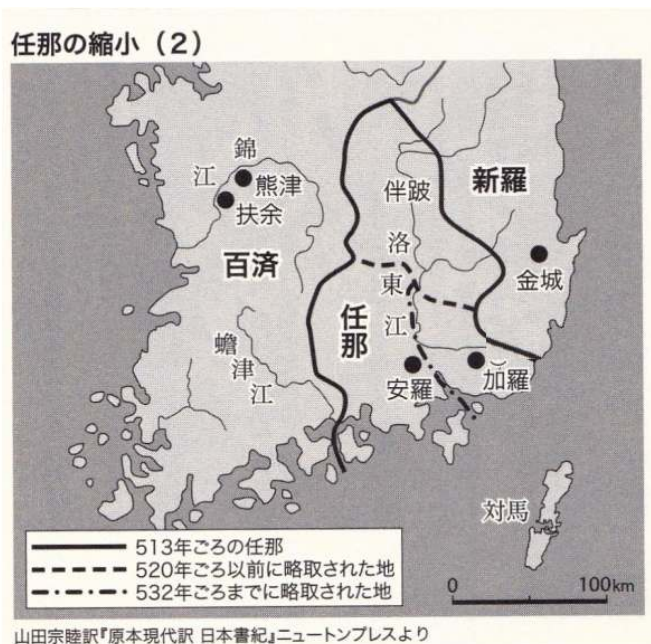 任那の縮小（2）
錦
江
熊津
扶余
百済
蟾
津
江
伴跛
新羅
洛
東
江
金城
任那
安羅
加羅
対馬
513年ごろの任那
520年ごろ以前に略取された地
532年ごろまでに略取された地
0 100km
山田宗睦訳『原本現代訳 日本書紀』ニュートンプレスより